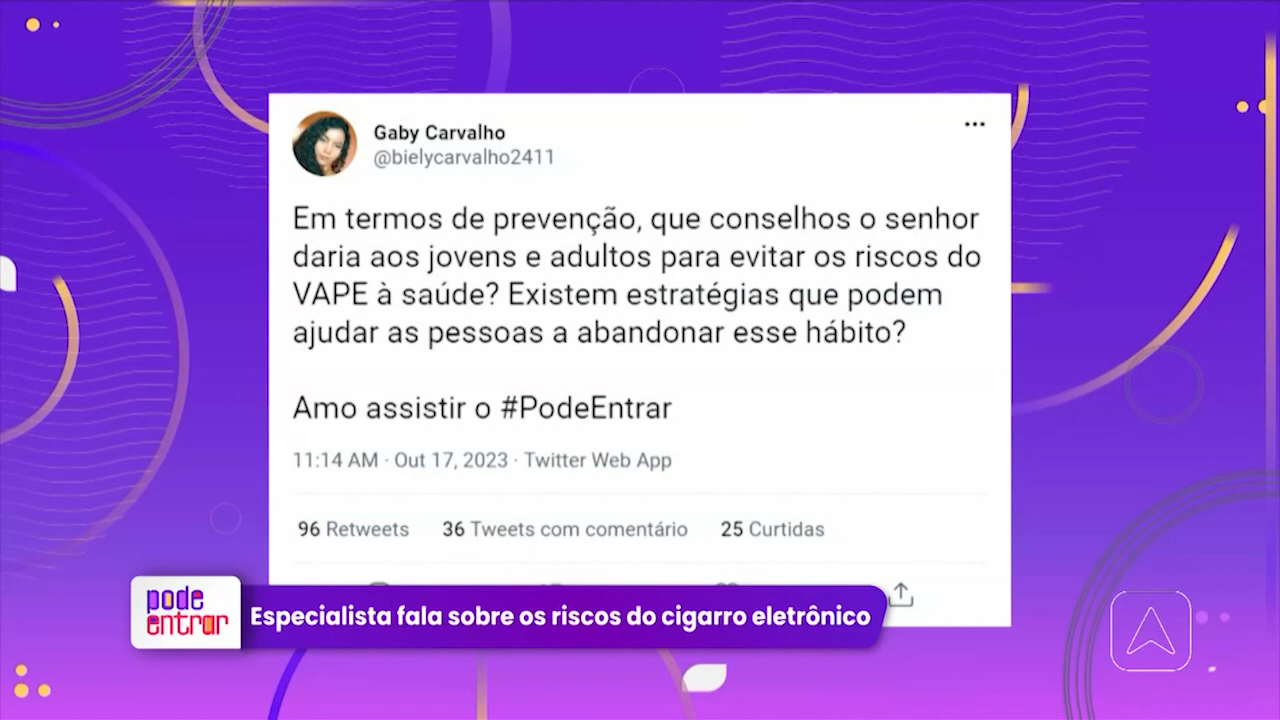 Gaby Carvalho
@bielycarvalho2411
Em termos de prevenção, que conselhos o senhor
daria aos jovens e adultos para evitar os riscos do
VAPE à saúde? Existem estratégias que podem
ajudar as pessoas a abandonar esse hábito?
Amo assistir o #PodeEntrar
11:14 AM · Out 17, 2023 · Twitter Web App
96 Retweets 36 Tweets com comentário 25 Curtidas
pode
entrar
Especialista fala sobre os riscos do cigarro eletrônico